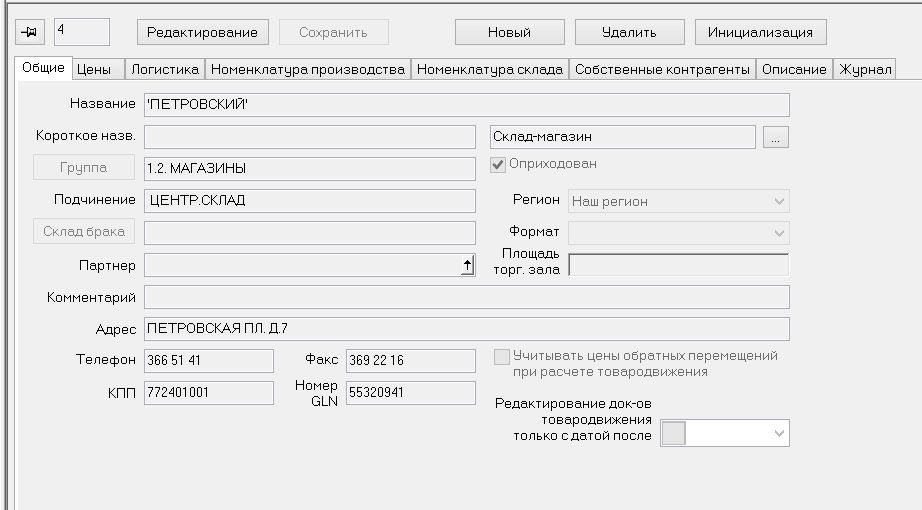 4
Редактирование
Сохранить
Новый
Удалить
Инициализация
Общие
Цены
Логистика
Номенклатура производства
Номенклатура склада
Собственные контрагенты
Описание
Журнал
Название
'ПЕТРОВСКИЙ'
Короткое назв.
Склад-магазин
...
Группа
1.2. МАГАЗИНЫ
Оприходован
Подчинение
ЦЕНТР.СКЛАД
Регион
Наш регион
Склад брака
Формат
Партнер
Площадь
торг. зала
Комментарий
Адрес
ПЕТРОВСКАЯ ПЛ. Д.7
Телефон
366 51 41
Факс
369 22 16
Учитывать цены обратных перемещений
при расчете товародвижения
КПП
772401001
Номер
GLN
55320941
Редактирование док-ов
товародвижения
только с датой после